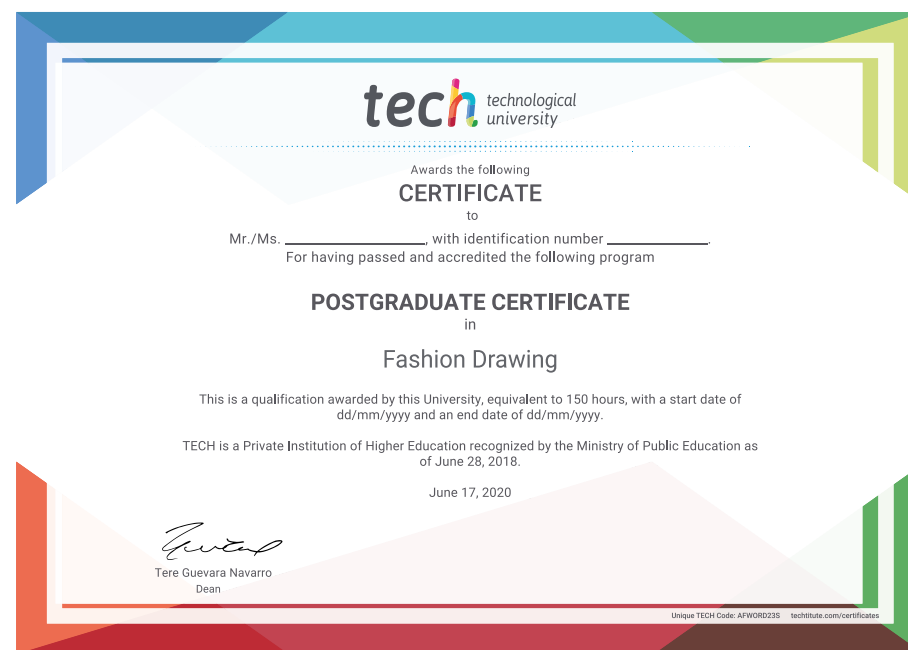 tech technological
university
Awards the following
CERTIFICATE
to
Mr./Ms. ____________________, with identification number ______________.
For having passed and accredited the following program
POSTGRADUATE CERTIFICATE
in
Fashion Drawing
This is a qualification awarded by this University, equivalent to 150 hours, with a start date of
dd/mm/yyyy and an end date of dd/mm/yyyy.
TECH is a Private Institution of Higher Education recognized by the Ministry of Public Education as
of June 28, 2018.
June 17, 2020
Tere Guevara Navarro
Dean
Unique TECH Code: AFWORD23S techtitute.com/certificates